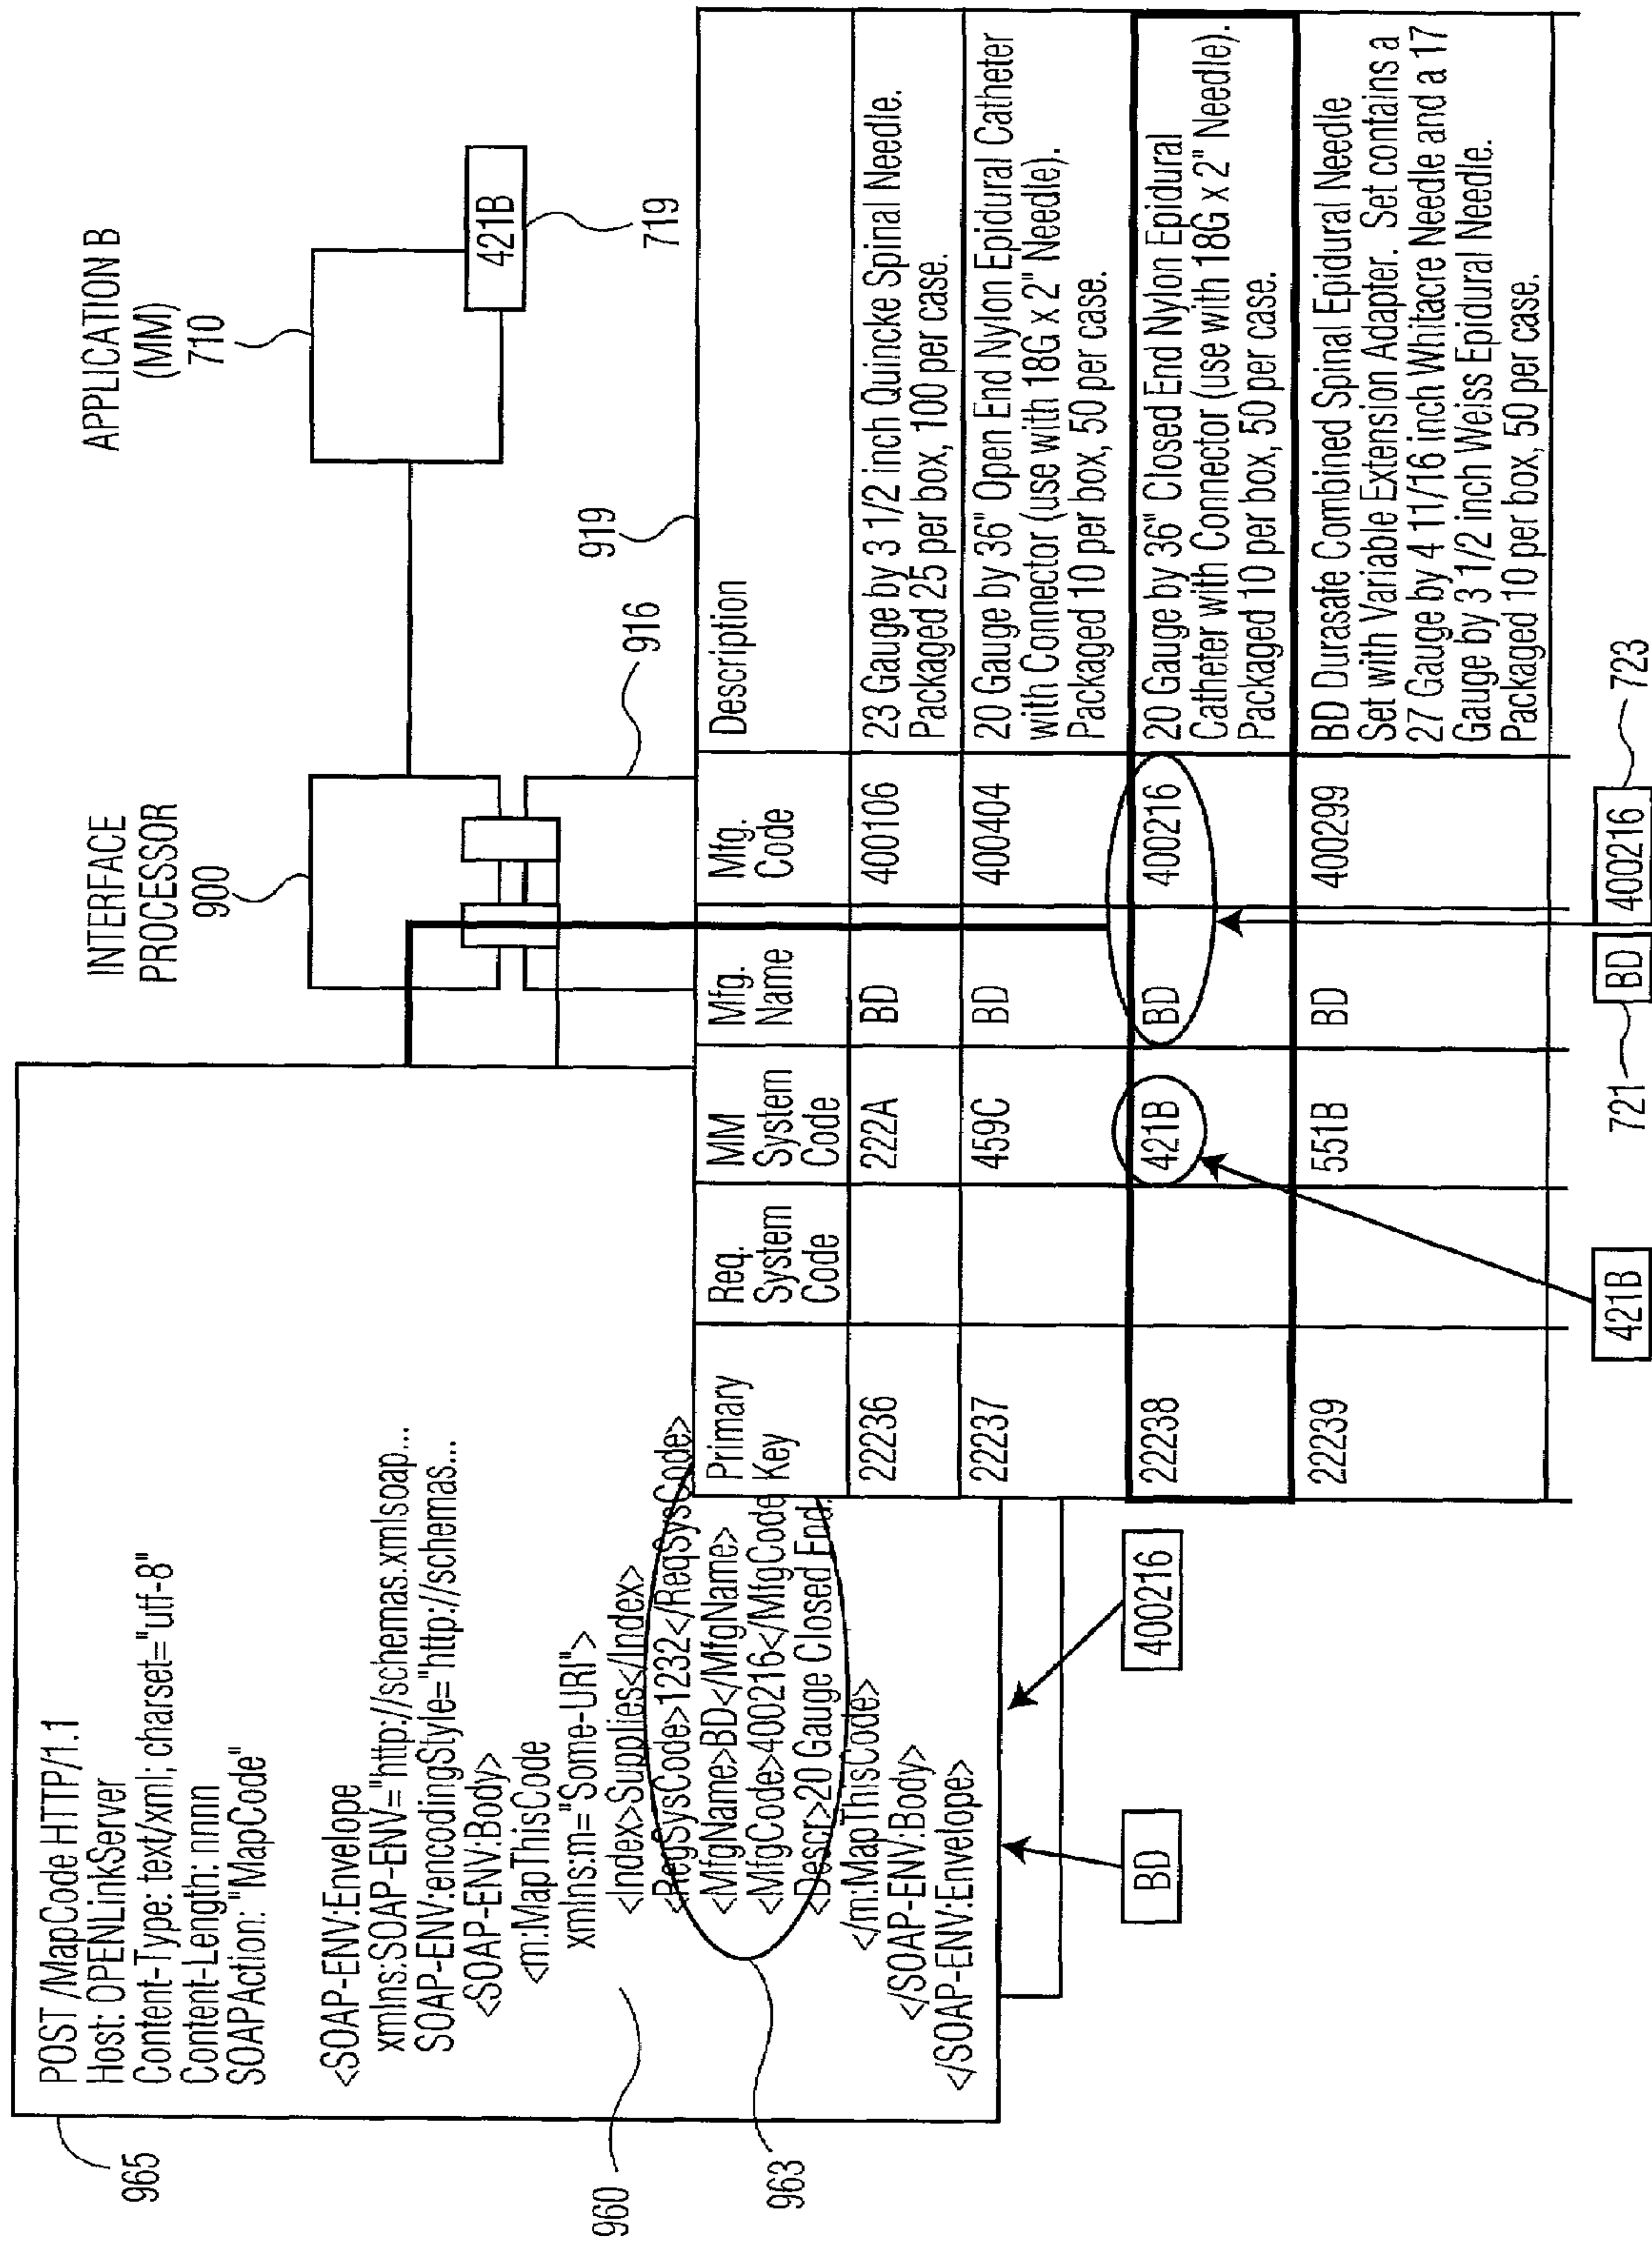 POST /MapCode HTTP/1.1
Host: OPENLinkServer
Content-Type: text/xml; charset="utf-8"
Content-Length: nnnn
SOAPAction: "MapCode"
<SOAP-ENV:Envelope
xmlns:SOAP-ENV="http://schemas.xmlsoap...
SOAP-ENV:encodingStyle="http://schemas...
<SOAP-ENV:Body>
<m:MapThisCode
xmlns:m="Some-URI">
<Index>Supplies</Index>
<ReqSysCode>1232</ReqSysCode>
<MfgName>BD</MfgName>
<MfgCode>400216</MfgCode
<Descr>20 Gauge Closed End.
</m:MapThisCode>
</SOAP-ENV:Body>
</SOAP-ENV:Envelope>
965
960
963
BD
400216
INTERFACE
PROCESSOR
900
APPLICATION B
(MM)
710
421B
719
916
919
Primary
Key
Req.
System
Code
MM
System
Code
Mfg.
Name
Mfg.
Code
Description
22236
222A
BD
400106
23 Gauge by 3 1/2 inch Quincke Spinal Needle.
Packaged 25 per box, 100 per case.
22237
459C
BD
400404
20 Gauge by 36" Open End Nylon Epidural Catheter
with Connector (use with 18G x 2" Needle).
Packaged 10 per box, 50 per case.
22238
421B
BD
400216
20 Gauge by 36" Closed End Nylon Epidural
Catheter with Connector (use with 18G x 2" Needle).
Packaged 10 per box, 50 per case.
22239
551B
BD
400299
BD Durasafe Combined Spinal Epidural Needle
Set with Variable Extension Adapter. Set contains a
27 Gauge by 4 11/16 inch Whitacre Needle and a 17
Gauge by 3 1/2 inch Weiss Epidural Needle.
Packaged 10 per box, 50 per case.
421B
721
BD
400216
723